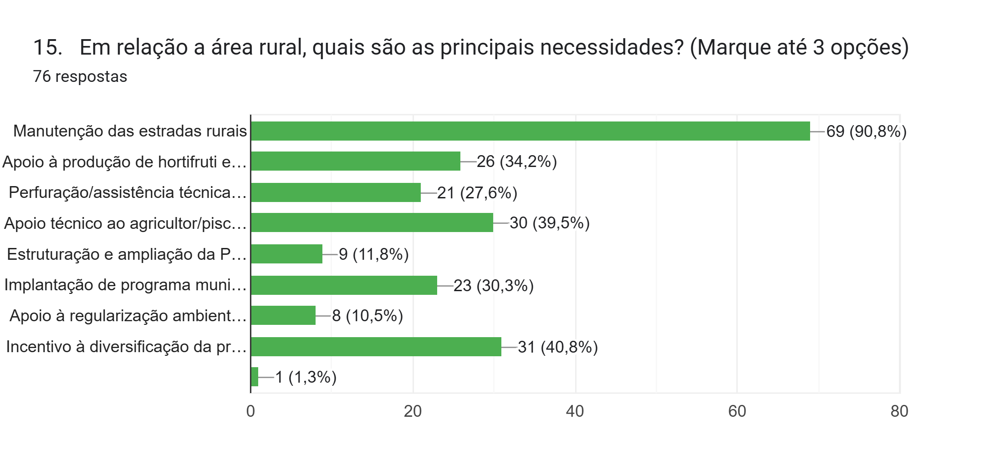 15. Em relação a área rural, quais são as principais necessidades? (Marque até 3 opções)
76 respostas
Manutenção das estradas rurais 69 (90,8%)
Apoio à produção de hortifruti e… 26 (34,2%)
Perfuração/assistência técnica… 21 (27,6%)
Apoio técnico ao agricultor/pisc… 30 (39,5%)
Estruturação e ampliação da P… 9 (11,8%)
Implantação de programa muni… 23 (30,3%)
Apoio à regularização ambient… 8 (10,5%)
Incentivo à diversificação da pr… 31 (40,8%)
1 (1,3%)
0 20 40 60 80